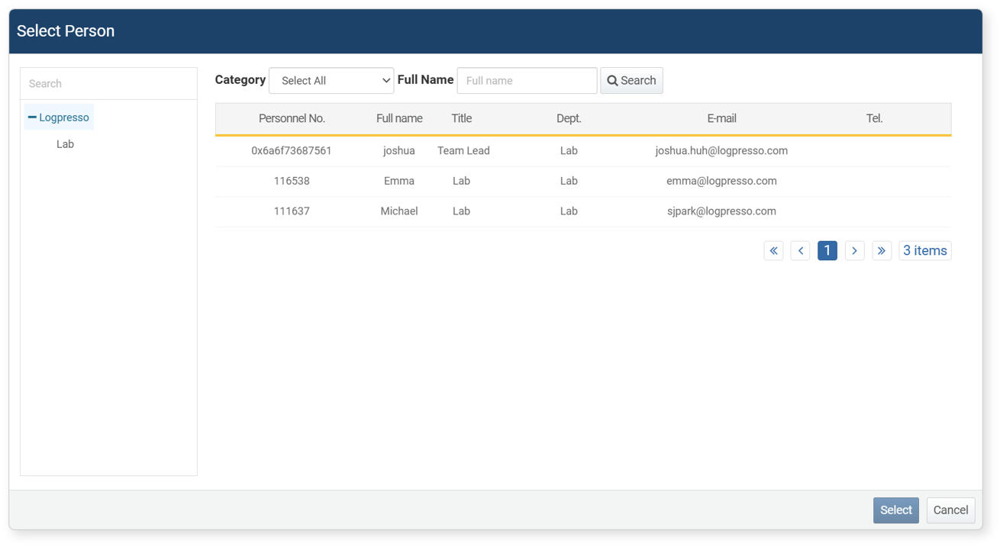 Select Person
Search
Logpresso
Lab
Category Select All Full Name Full name Search
Personnel No. Full name Title Dept. E-mail Tel.
0x6a6f73687561 joshua Team Lead Lab joshua.huh@logpresso.com
116538 Emma Lab Lab emma@logpresso.com
111637 Michael Lab Lab sjpark@logpresso.com
« ‹ 1 › » 3 items
Select Cancel